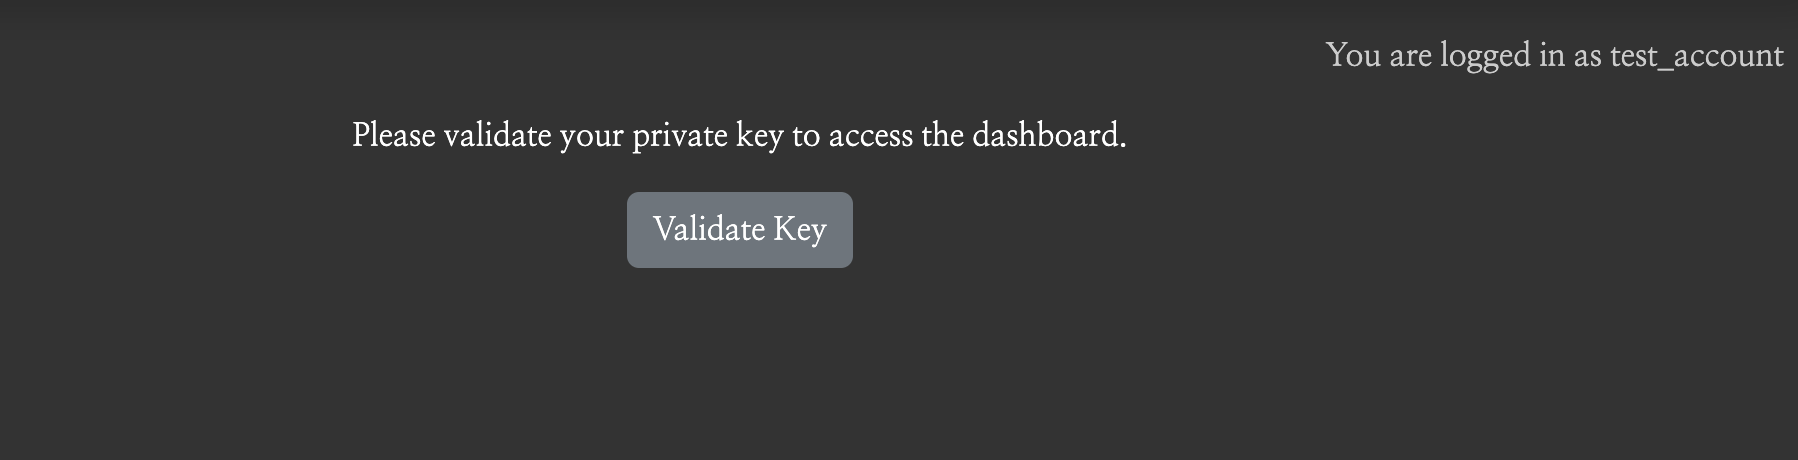 You are logged in as test_account
Please validate your private key to access the dashboard.
Validate Key